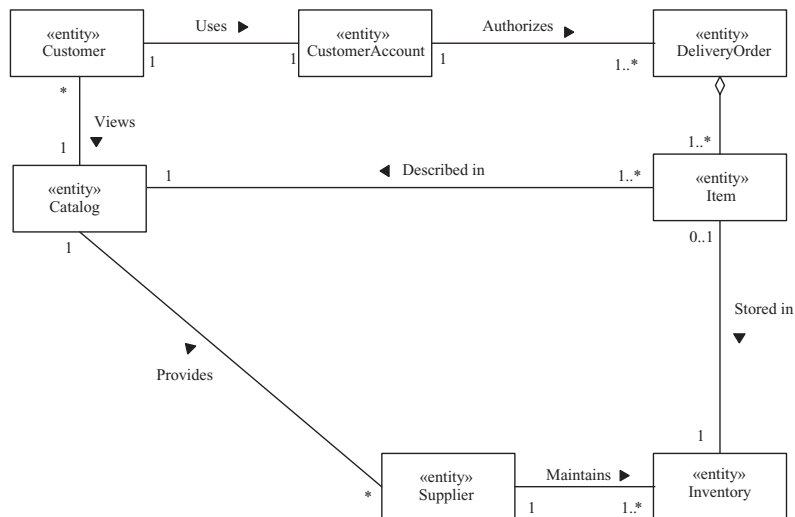 «entity»
Customer
Uses
1
1
«entity»
CustomerAccount
Authorizes
1
1..*
«entity»
DeliveryOrder
*
Views
1
1..*
«entity»
Catalog
1
Described in
1..*
«entity»
Item
1
0..1
Stored in
Provides
1
*
«entity»
Supplier
Maintains
1
1..*
«entity»
Inventory